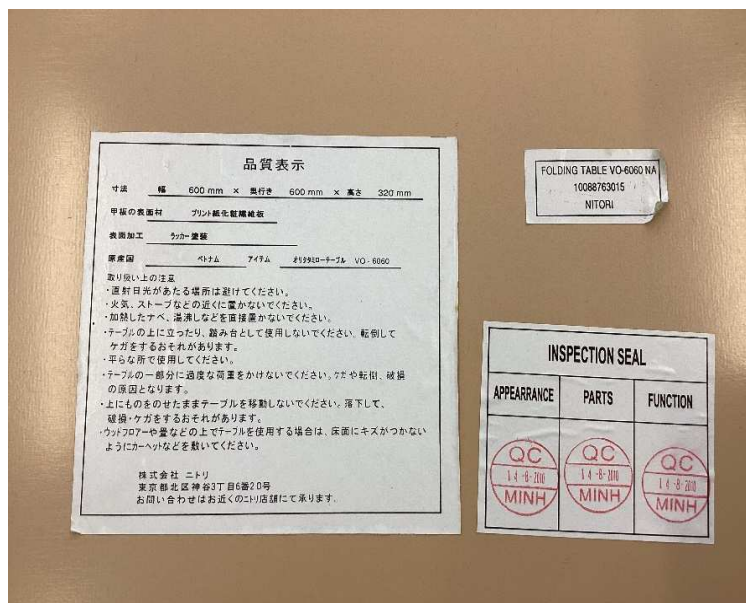 品質表示
寸法 幅 600 mm × 奥行き 600 mm × 高さ 320 mm
甲板の表面材 プリント紙化粧繊維板
表面加工 ラッカー塗装
原産国 ベトナム アイテム オリタタミローテーブル VO-6060
取り扱い上の注意
・直射日光があたる場所は避けてください。
・火気、ストーブなどの近くに置かないでください。
・加熱したナベ、湯沸しなどを直接置かないでください。
・テーブルの上に立ったり、踏み台として使用しないでください、転倒して
ケガをするおそれがあります。
・平らな所で使用してください。
・テーブルの一部分に過度な荷重をかけないでください。ケガや転倒、破損
の原因となります。
・上にものをのせたままテーブルを移動しないでください。落下して、
破損・ケガをするおそれがあります。
・ウッドフロアーや畳などの上でテーブルを使用する場合は、床面にキズがつかない
ようにカーペットなどを敷いてください。
株式会社 ニトリ
東京都北区神谷3丁目6番20号
お問い合わせはお近くのニトリ店舗にて承ります.
FOLDING TABLE VO-6060 NA
10088763015
NITORI
INSPECTION SEAL
APPEARRANCE PARTS FUNCTION
QC QC QC
14-8-2010 14-8-2010 14-8-2010
MINH MINH MINH